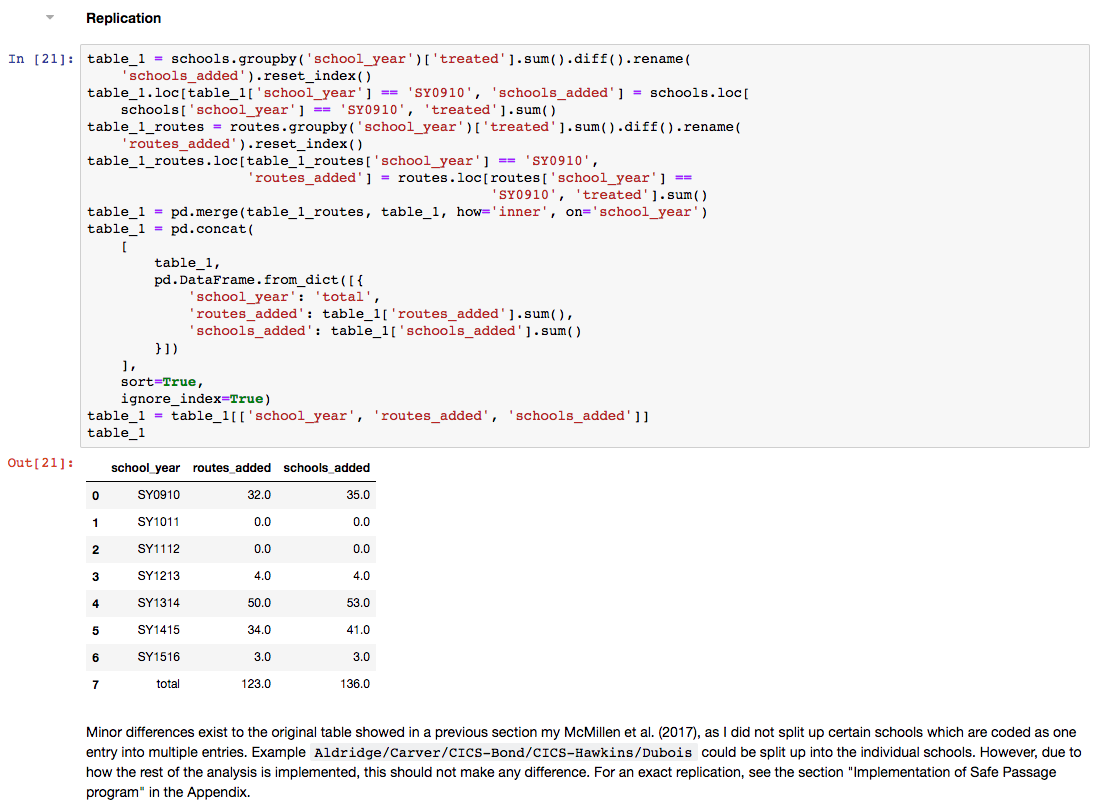 Replication
In [21]: table_1 = schools.groupby('school_year')['treated'].sum().diff().rename(
    'schools_added').reset_index()
table_1.loc[table_1['school_year'] == 'SY0910', 'schools_added'] = schools.loc[
    schools['school_year'] == 'SY0910', 'treated'].sum()
table_1_routes = routes.groupby('school_year')['treated'].sum().diff().rename(
    'routes_added').reset_index()
table_1_routes.loc[table_1_routes['school_year'] == 'SY0910',
                   'routes_added'] = routes.loc[routes['school_year'] ==
                                                'SY0910', 'treated'].sum()
table_1 = pd.merge(table_1_routes, table_1, how='inner', on='school_year')
table_1 = pd.concat(
    [
        table_1,
        pd.DataFrame.from_dict([{
            'school_year': 'total',
            'routes_added': table_1['routes_added'].sum(),
            'schools_added': table_1['schools_added'].sum()
        }])
    ],
    sort=True,
    ignore_index=True)
table_1 = table_1[['school_year', 'routes_added', 'schools_added']]
table_1
Out[21]:
school_year routes_added schools_added
0 SY0910 32.0 35.0
1 SY1011 0.0 0.0
2 SY1112 0.0 0.0
3 SY1213 4.0 4.0
4 SY1314 50.0 53.0
5 SY1415 34.0 41.0
6 SY1516 3.0 3.0
7 total 123.0 136.0
Minor differences exist to the original table showed in a previous section my McMillen et al. (2017), as I did not split up certain schools which are coded as one
entry into multiple entries. Example Aldridge/Carver/CICS-Bond/CICS-Hawkins/Dubois could be split up into the individual schools. However, due to
how the rest of the analysis is implemented, this should not make any difference. For an exact replication, see the section "Implementation of Safe Passage
program" in the Appendix.